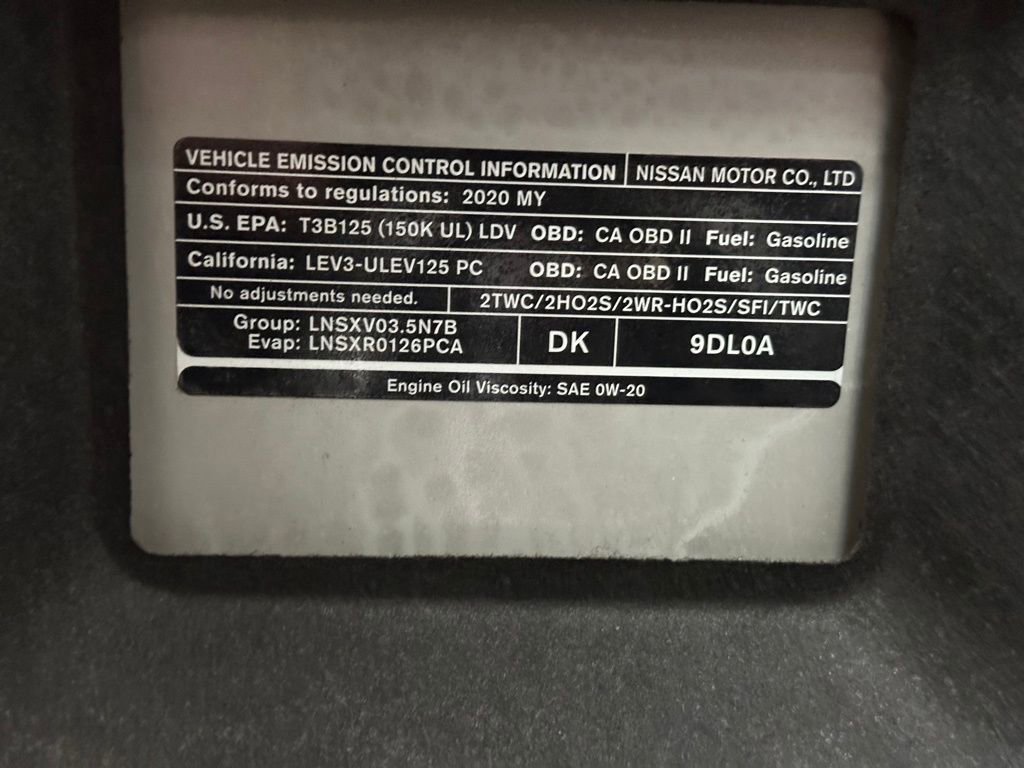 VEHICLE EMISSION CONTROL INFORMATION NISSAN MOTOR CO., LTD
Conforms to regulations: 2020 MY
U.S. EPA: T3B125 (150K UL) LDV OBD: CA OBD II Fuel: Gasoline
California: LEV3-ULEV125 PC OBD: CA OBD II Fuel: Gasoline
No adjustments needed. 2TWC/2HO2S/2WR-HO2S/SFI/TWC
Group: LNSXV03.5N7B
Evap: LNSXR0126PCA
DK
9DL0A
Engine Oil Viscosity: SAE 0W-20